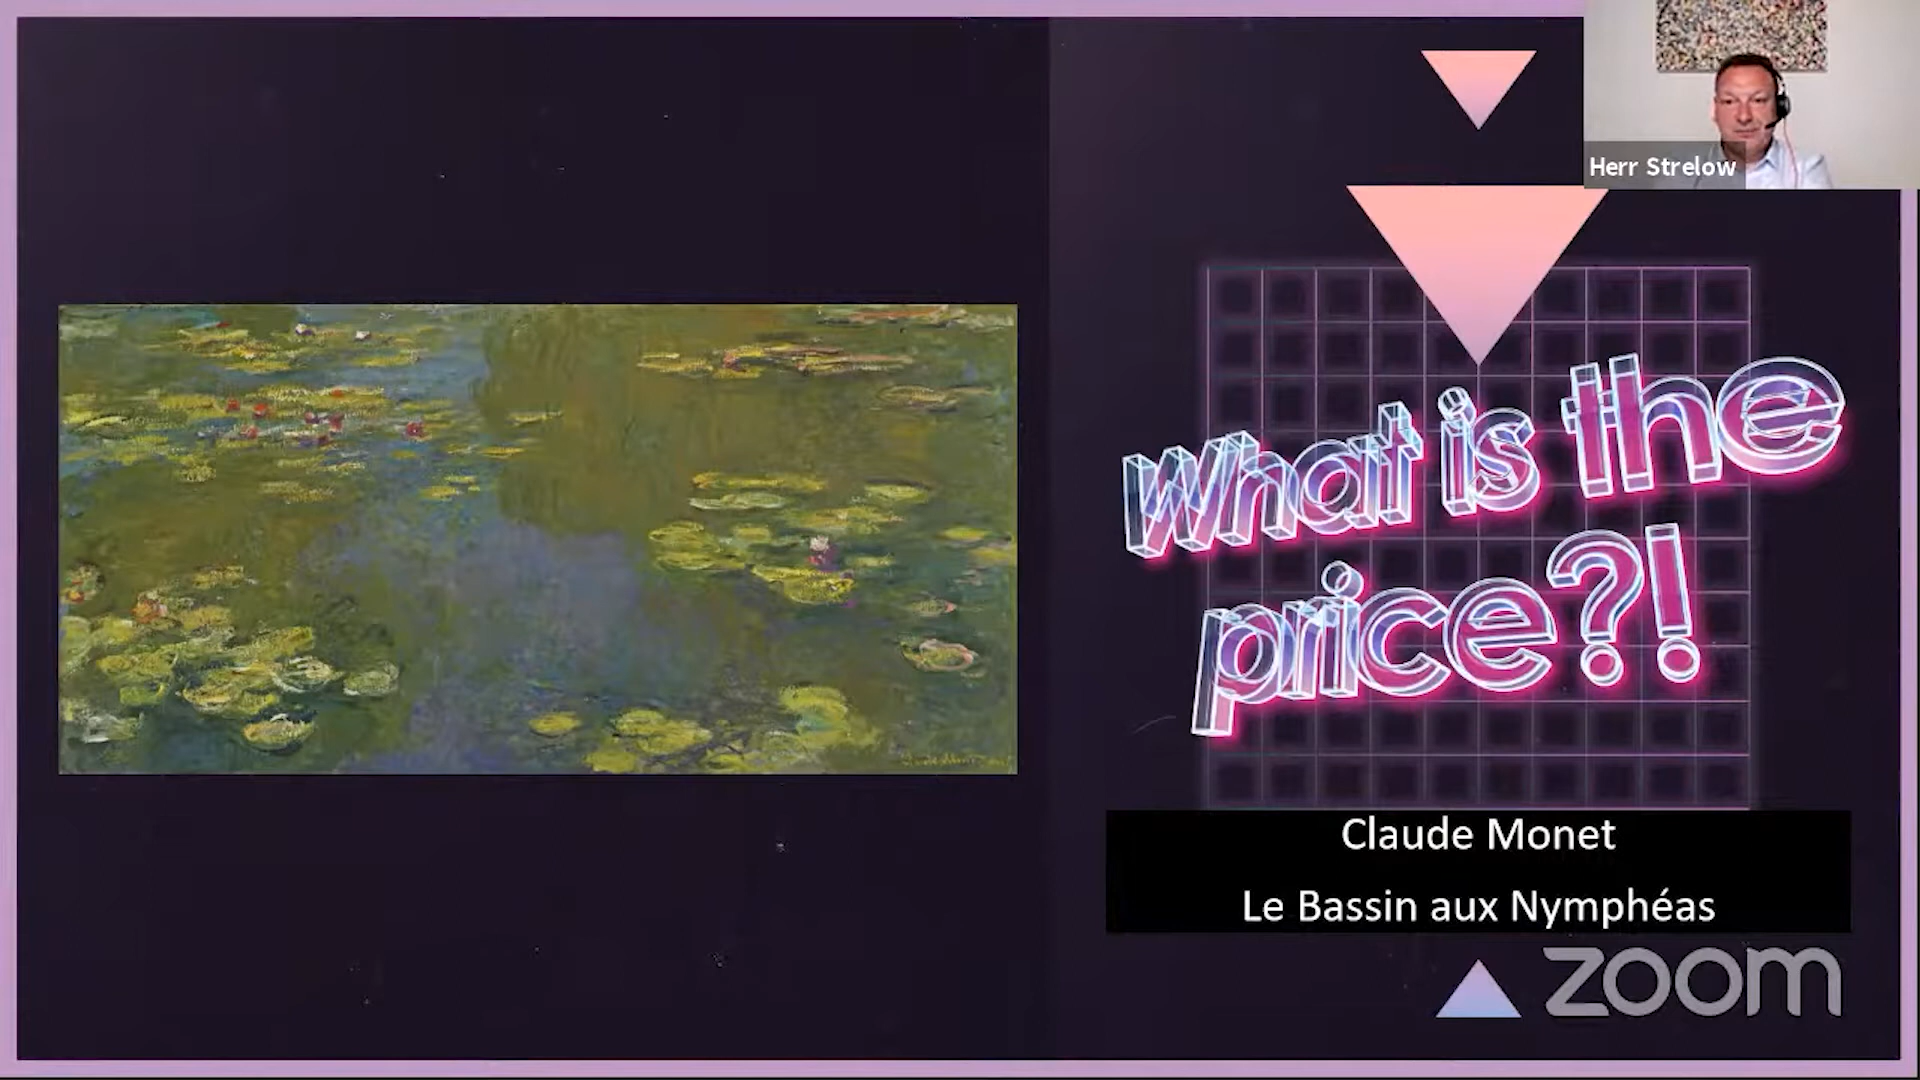 Herr Strelow
What is the
price?!
Claude Monet
Le Bassin aux Nymphéas
zoom